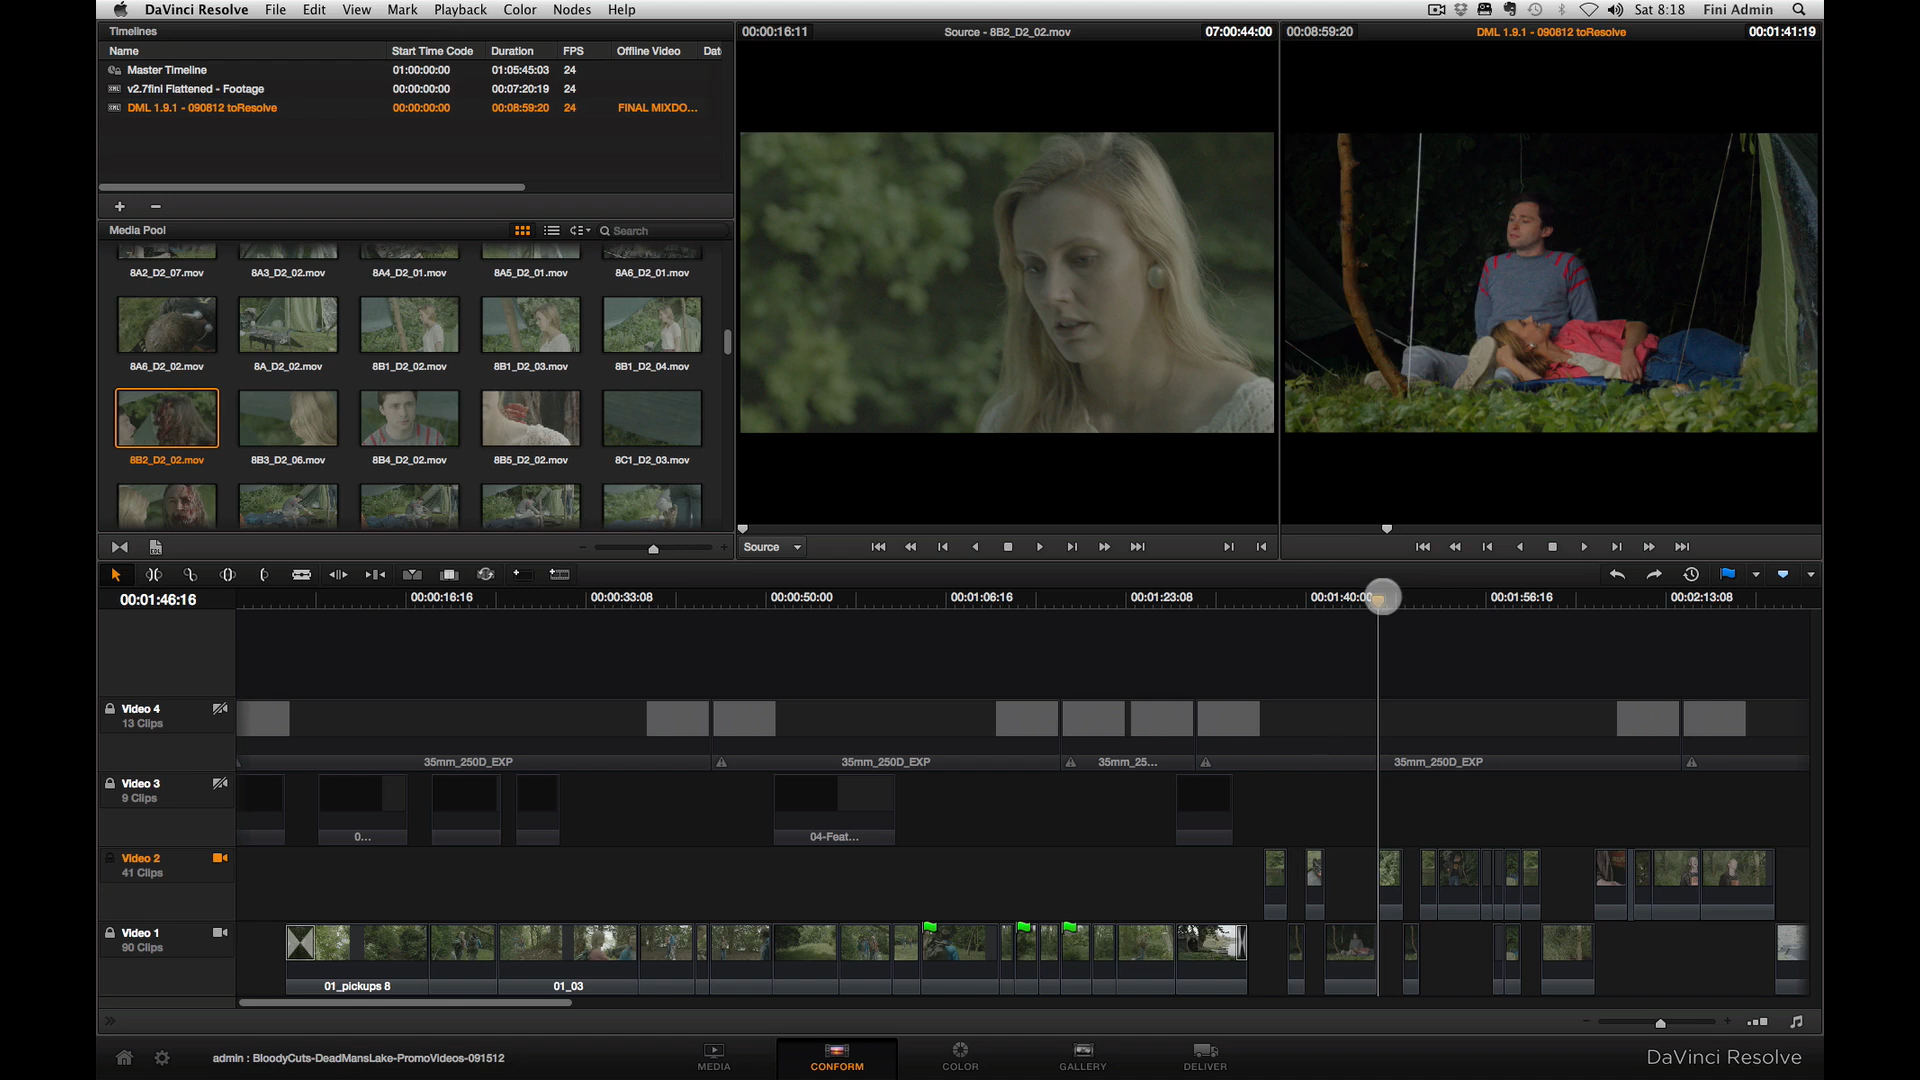 DaVinci Resolve File Edit View Mark Playback Color Nodes Help Sat 8:18 Fini Admin
Timelines
Name Start Time Code Duration FPS Offline Video Dat
Master Timeline 01:00:00:00 01:05:45:03 24
v2.7fini Flattened - Footage 00:00:00:00 00:07:20:19 24
DML 1.9.1 - 090812 toResolve 00:00:00:00 00:08:59:20 24 FINAL MIXDO...
+ −
Media Pool Search
8A2_D2_07.mov 8A3_D2_02.mov 8A4_D2_01.mov 8A5_D2_01.mov 8A6_D2_01.mov
8A6_D2_02.mov 8A_D2_02.mov 8B1_D2_02.mov 8B1_D2_03.mov 8B1_D2_04.mov
8B2_D2_02.mov 8B3_D2_06.mov 8B4_D2_02.mov 8B5_D2_02.mov 8C1_D2_03.mov
00:00:16:11 Source - 8B2_D2_02.mov 07:00:44:00
Source
00:08:59:20 DML 1.9.1 - 090812 toResolve 00:01:41:19
00:01:46:16 00:00:16:16 00:00:33:08 00:00:50:00 00:01:06:16 00:01:23:08 00:01:40:00 00:01:56:16 00:02:13:08
Video 4
13 Clips
35mm_250D_EXP 35mm_250D_EXP 35mm_25... 35mm_250D_EXP
Video 3
9 Clips
0... 04-Feat...
Video 2
41 Clips
Video 1
90 Clips
01_pickups 8 01_03
admin : BloodyCuts-DeadMansLake-PromoVideos-091512
MEDIA CONFORM COLOR GALLERY DELIVER
DaVinci Resolve